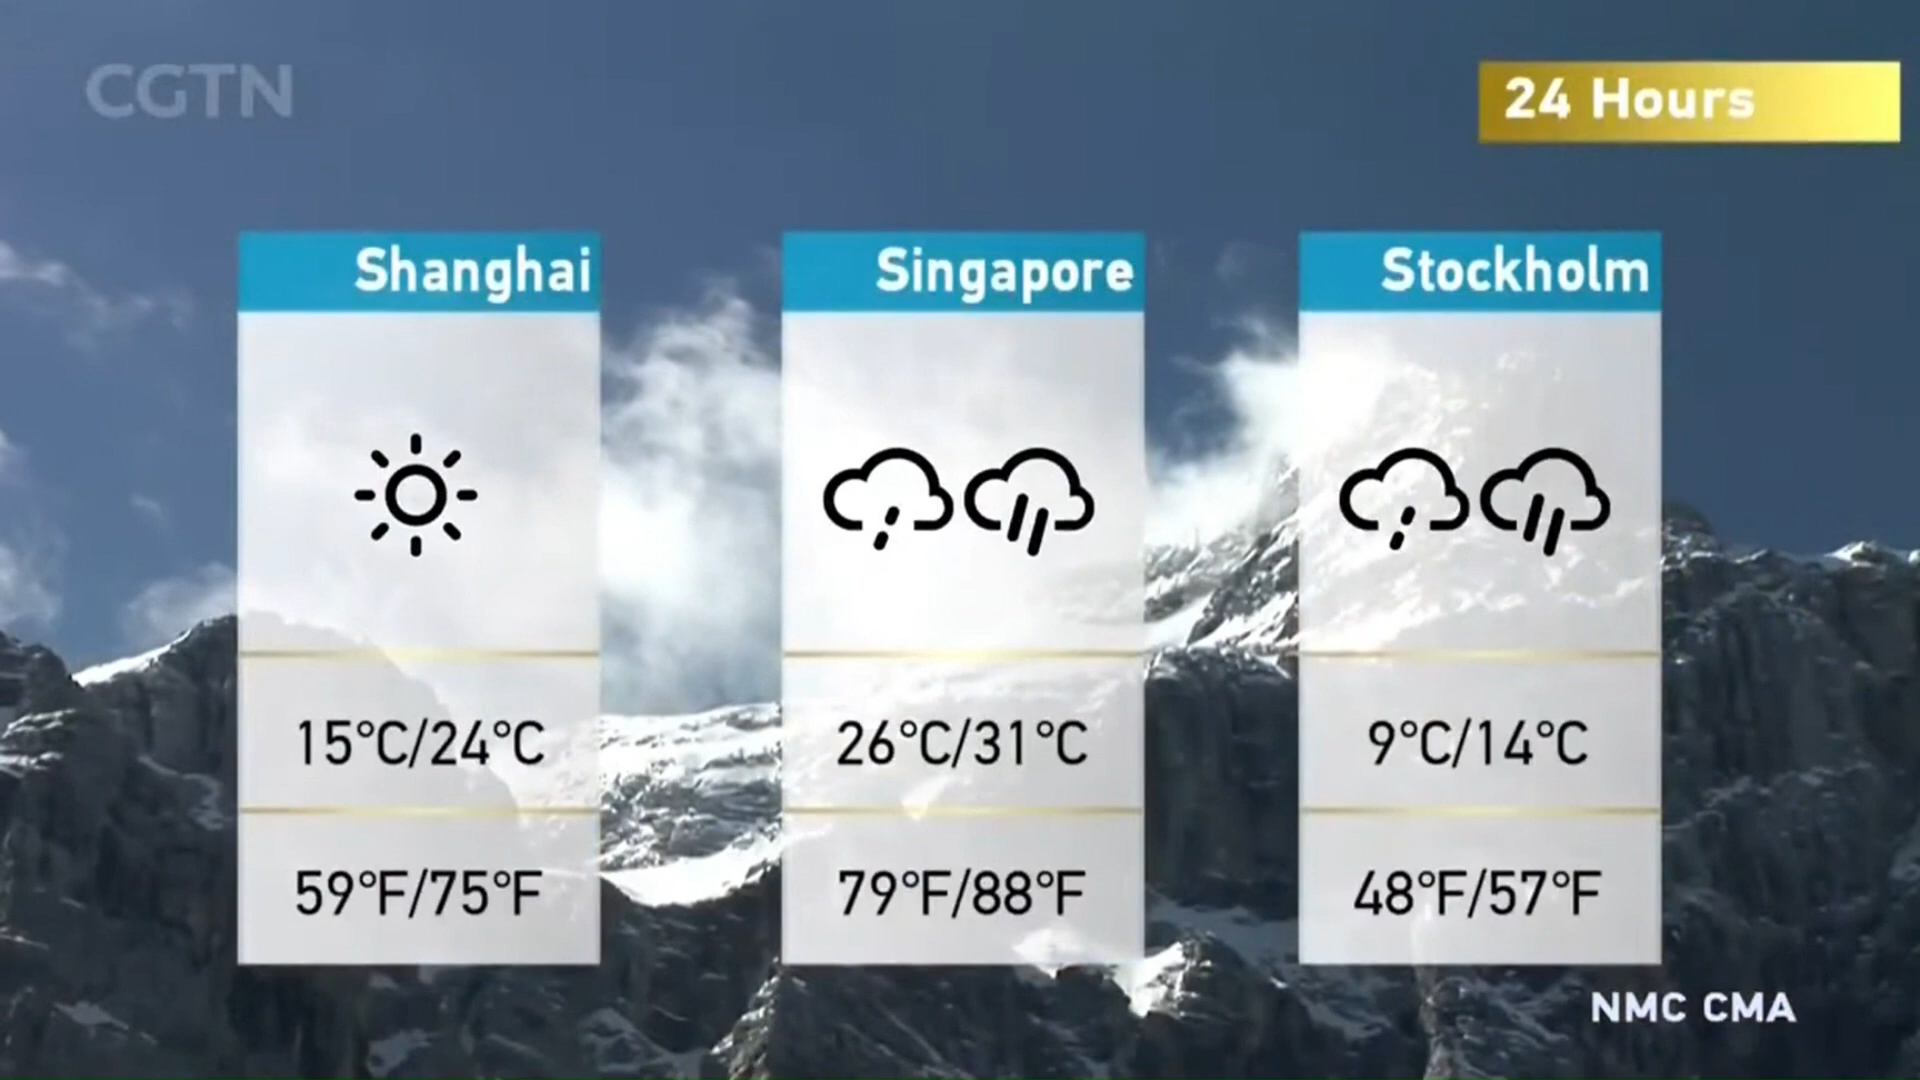 CGTN
24 Hours
Shanghai
15°C/24°C
59°F/75°F
Singapore
26°C/31°C
79°F/88°F
Stockholm
9°C/14°C
48°F/57°F
NMC CMA